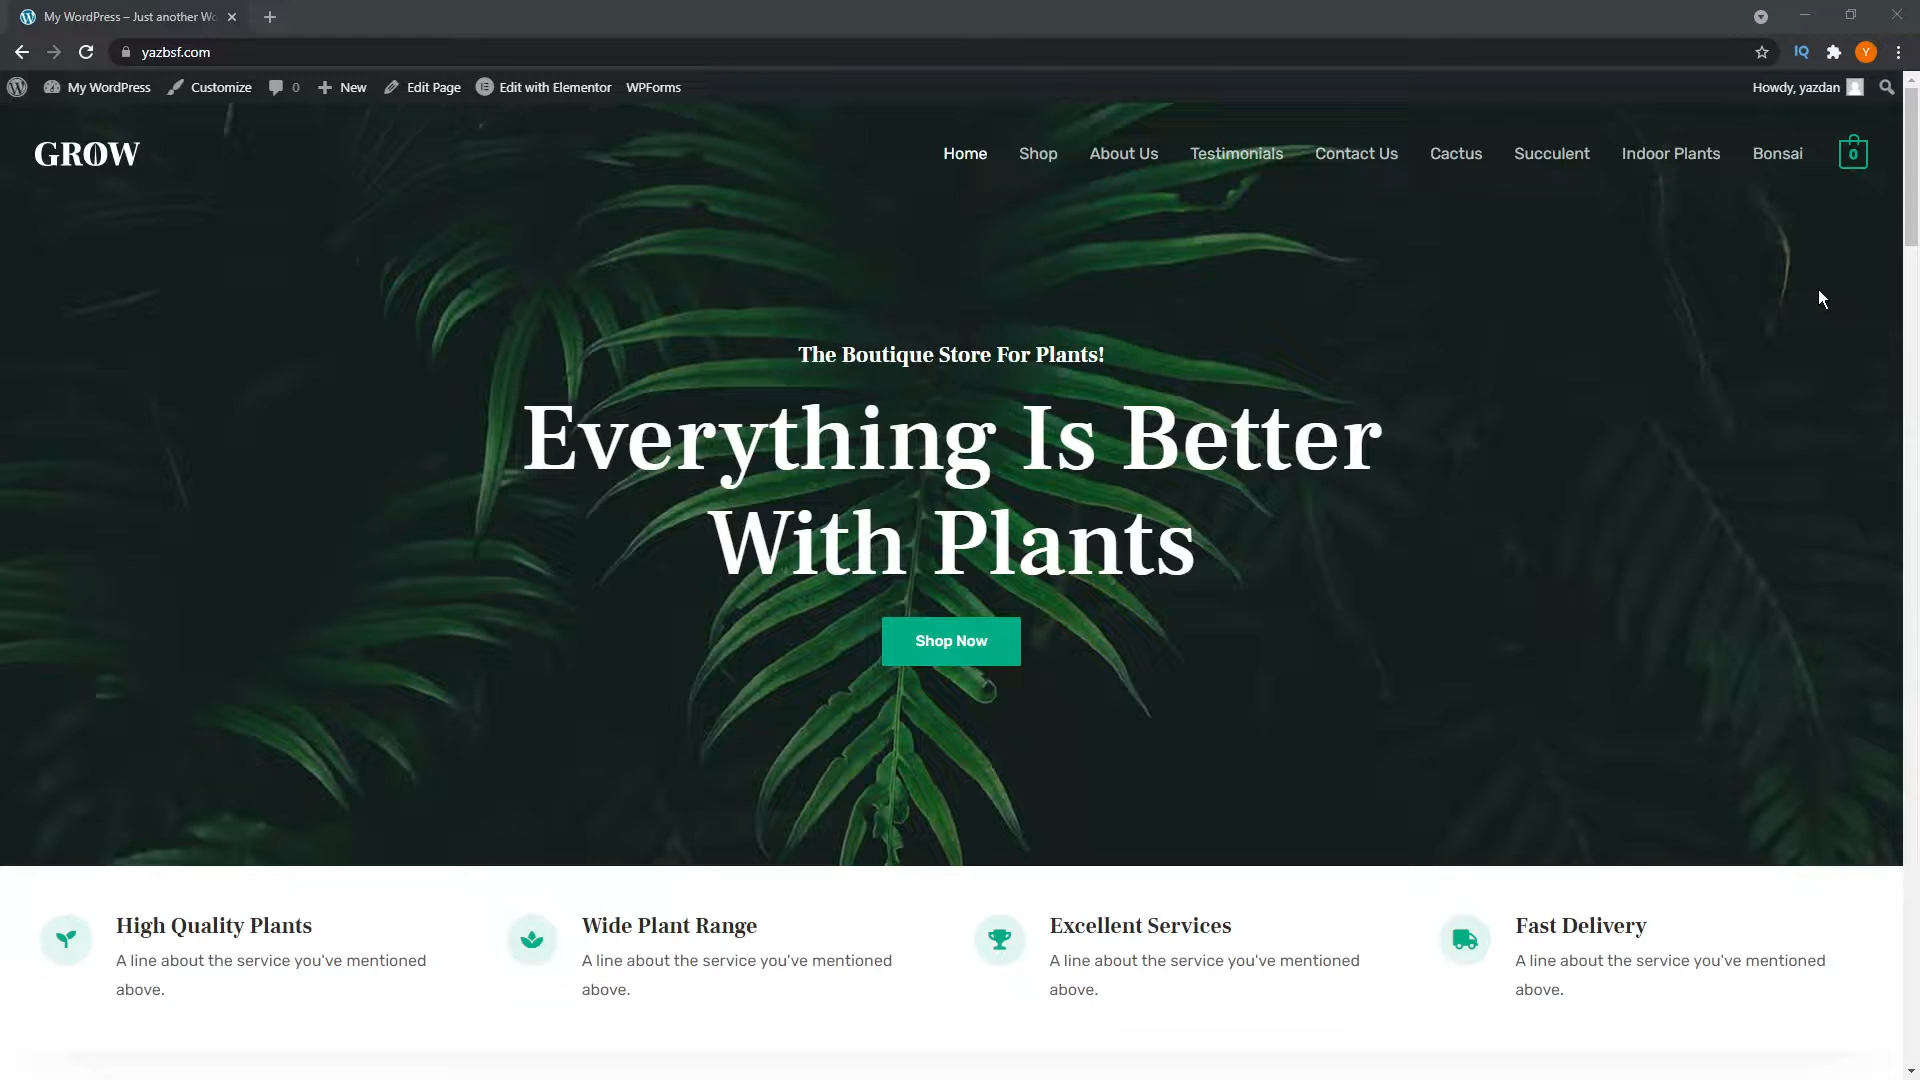 My WordPress – Just another Wo
yazbsf.com
IQ
Y
My WordPress
Customize
0
New
Edit Page
Edit with Elementor
WPForms
Howdy, yazdan
GROW
Home
Shop
About Us
Testimonials
Contact Us
Cactus
Succulent
Indoor Plants
Bonsai
0
The Boutique Store For Plants!
Everything Is Better
With Plants
Shop Now
High Quality Plants
A line about the service you've mentioned
above.
Wide Plant Range
A line about the service you've mentioned
above.
Excellent Services
A line about the service you've mentioned
above.
Fast Delivery
A line about the service you've mentioned
above.